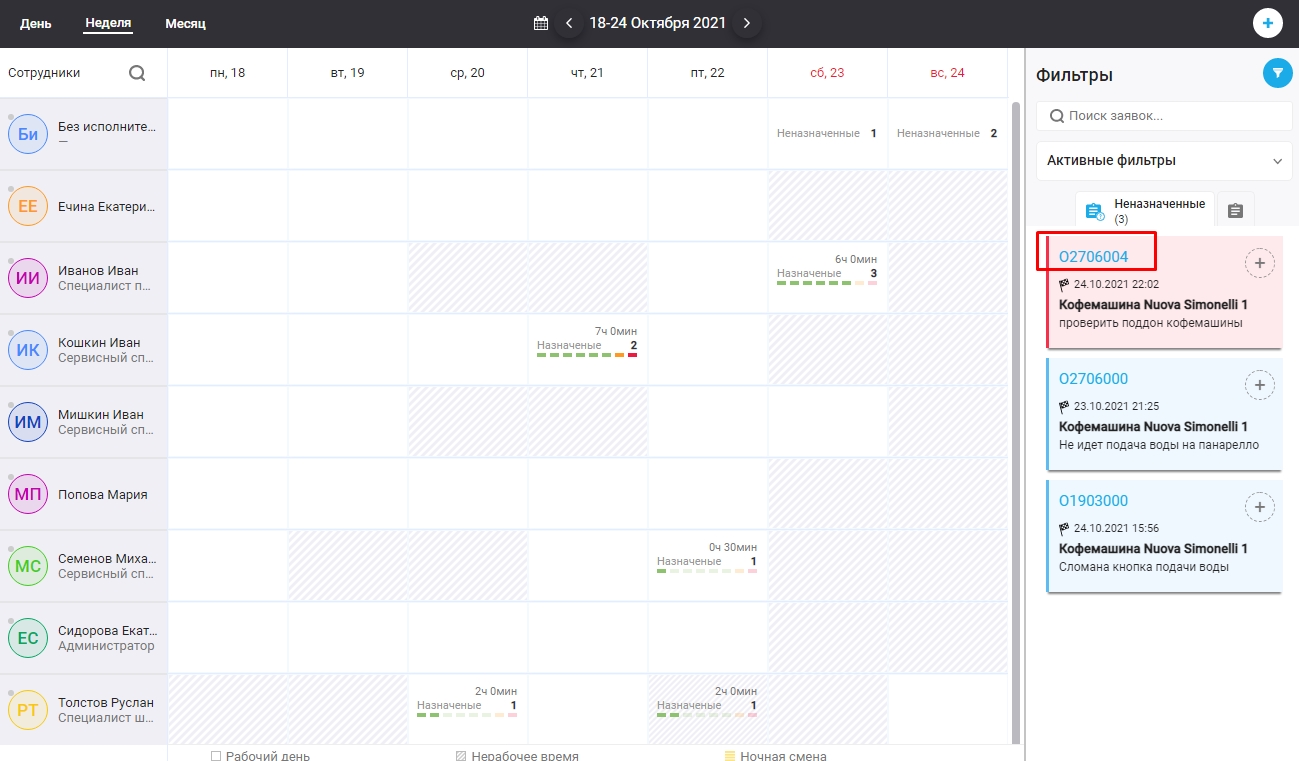 День Неделя Месяц 18-24 Октября 2021
Сотрудники пн, 18 вт, 19 ср, 20 чт, 21 пт, 22 сб, 23 вс, 24
Би Без исполните...
—
Неназначенные 1 Неназначенные 2
ЕЕ Ечина Екатери...
ИИ Иванов Иван
Специалист п...
6ч 0мин
Назначеные 3
ИК Кошкин Иван
Сервисный сп...
7ч 0мин
Назначеные 2
ИМ Мишкин Иван
Сервисный сп...
МП Попова Мария
МС Семенов Миха...
Сервисный сп...
0ч 30мин
Назначеные 1
ЕС Сидорова Екат...
Администратор
РТ Толстов Руслан
Специалист ш...
2ч 0мин
Назначеные 1
2ч 0мин
Назначеные 1
Рабочий день Нерабочее время Ночная смена
Фильтры
Поиск заявок...
Активные фильтры
Неназначенные
(3)
O2706004
24.10.2021 22:02
Кофемашина Nuova Simonelli 1
проверить поддон кофемашины
O2706000
23.10.2021 21:25
Кофемашина Nuova Simonelli 1
Не идет подача воды на панарелло
O1903000
24.10.2021 15:56
Кофемашина Nuova Simonelli 1
Сломана кнопка подачи воды